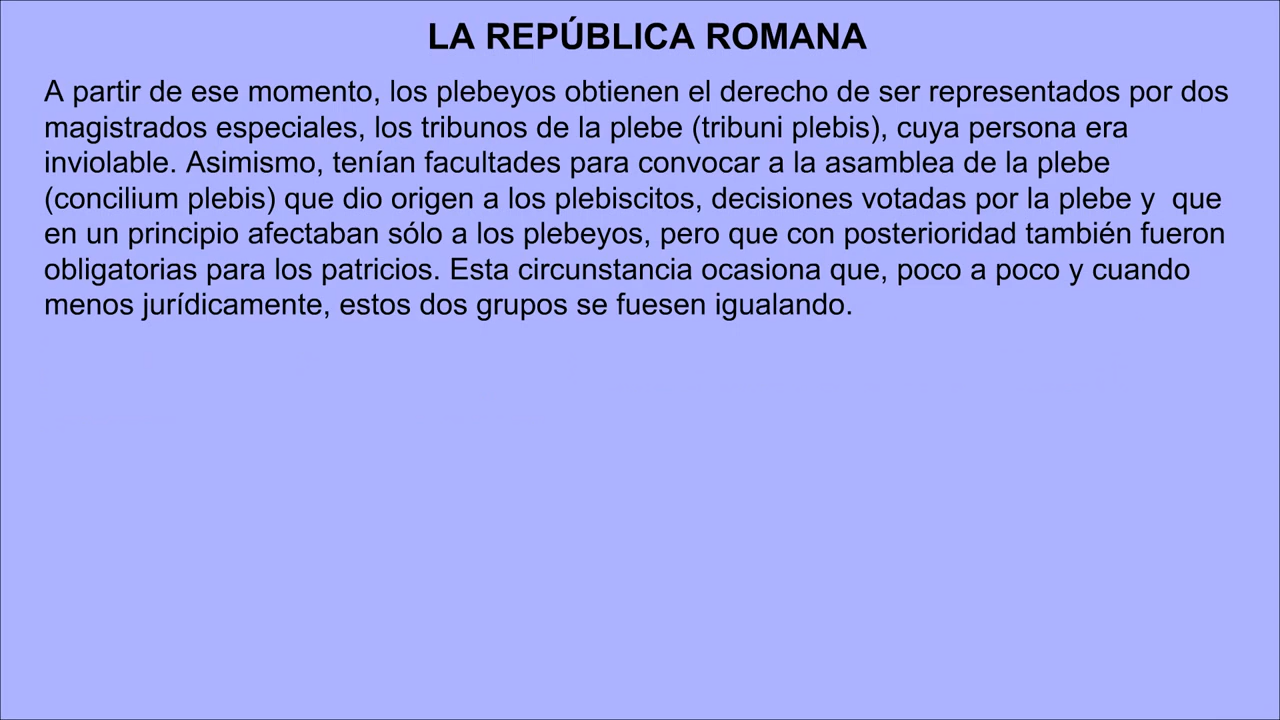 LA REPÚBLICA ROMANA
A partir de ese momento, los plebeyos obtienen el derecho de ser representados por dos
magistrados especiales, los tribunos de la plebe (tribuni plebis), cuya persona era
inviolable. Asimismo, tenían facultades para convocar a la asamblea de la plebe
(concilium plebis) que dio origen a los plebiscitos, decisiones votadas por la plebe y  que
en un principio afectaban sólo a los plebeyos, pero que con posterioridad también fueron
obligatorias para los patricios. Esta circunstancia ocasiona que, poco a poco y cuando
menos jurídicamente, estos dos grupos se fuesen igualando.